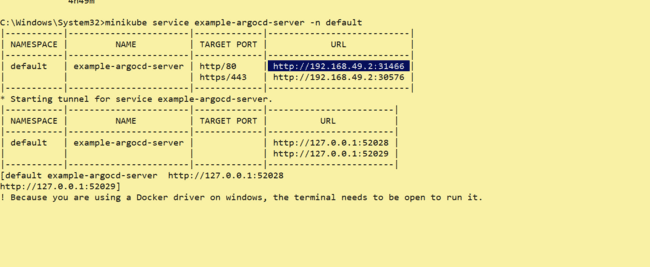 4h49m
C:\Windows\System32>minikube service example-argocd-server -n default
|-----------|-----------------------|-------------|---------------------------|
| NAMESPACE |         NAME          | TARGET PORT |            URL            |
|-----------|-----------------------|-------------|---------------------------|
| default   | example-argocd-server | http/80     | http://192.168.49.2:31466 |
|           |                       | https/443   | http://192.168.49.2:30576 |
|-----------|-----------------------|-------------|---------------------------|
* Starting tunnel for service example-argocd-server.
|-----------|-----------------------|-------------|------------------------|
| NAMESPACE |         NAME          | TARGET PORT |          URL           |
|-----------|-----------------------|-------------|------------------------|
| default   | example-argocd-server |             | http://127.0.0.1:52028 |
|           |                       |             | http://127.0.0.1:52029 |
|-----------|-----------------------|-------------|------------------------|
[default example-argocd-server  http://127.0.0.1:52028
http://127.0.0.1:52029]
! Because you are using a Docker driver on windows, the terminal needs to be open to run it.